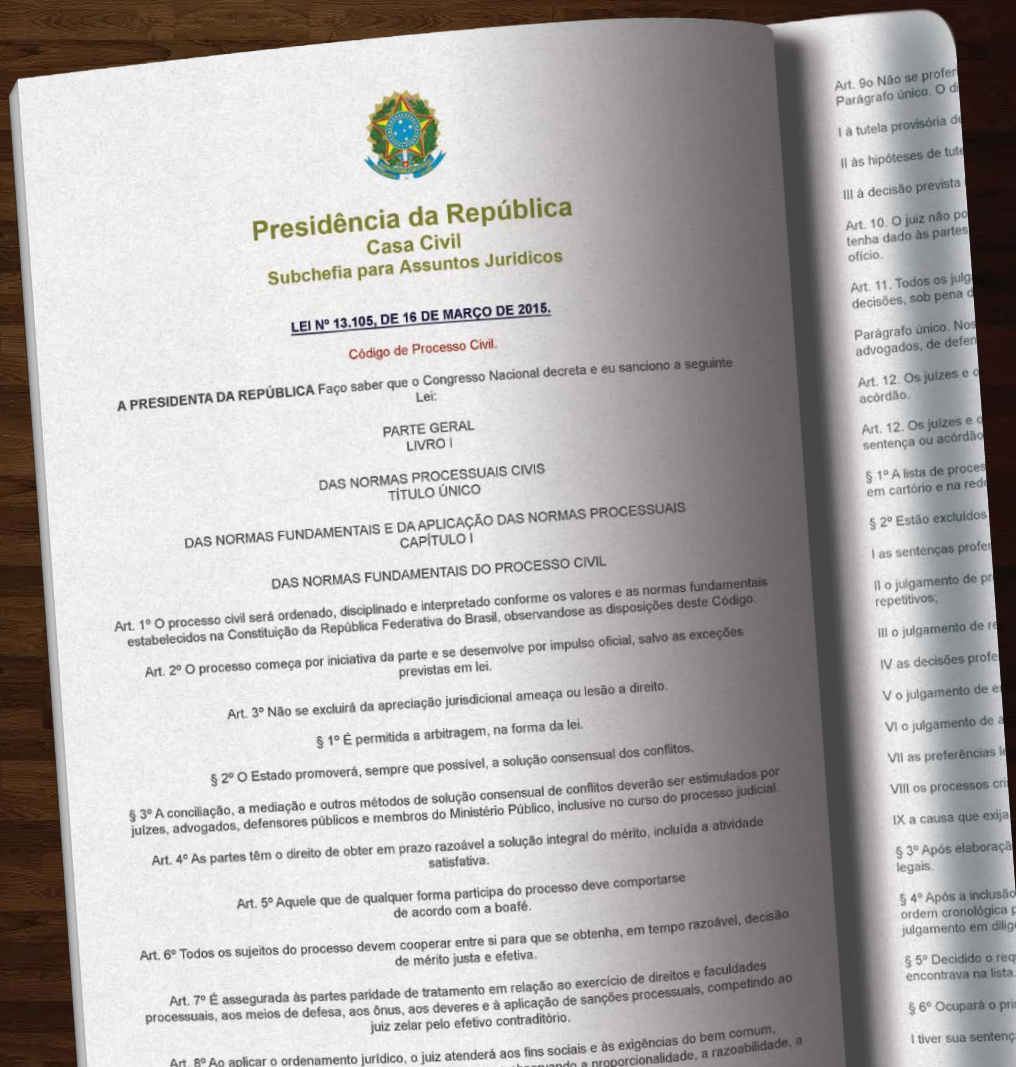 Presidência da República
Casa Civil
Subchefia para Assuntos Jurídicos
LEI Nº 13.105, DE 16 DE MARÇO DE 2015.
Código de Processo Civil.
A PRESIDENTA DA REPÚBLICA Faço saber que o Congresso Nacional decreta e eu sanciono a seguinte
Lei:
PARTE GERAL
LIVRO I
DAS NORMAS PROCESSUAIS CIVIS
TÍTULO ÚNICO
DAS NORMAS FUNDAMENTAIS E DA APLICAÇÃO DAS NORMAS PROCESSUAIS
CAPÍTULO I
DAS NORMAS FUNDAMENTAIS DO PROCESSO CIVIL
Art. 1º O processo civil será ordenado, disciplinado e interpretado conforme os valores e as normas fundamentais
estabelecidos na Constituição da República Federativa do Brasil, observandose as disposições deste Código.
Art. 2º O processo começa por iniciativa da parte e se desenvolve por impulso oficial, salvo as exceções
previstas em lei.
Art. 3º Não se excluirá da apreciação jurisdicional ameaça ou lesão a direito.
§ 1º É permitida a arbitragem, na forma da lei.
§ 2º O Estado promoverá, sempre que possível, a solução consensual dos conflitos.
§ 3º A conciliação, a mediação e outros métodos de solução consensual de conflitos deverão ser estimulados por
juízes, advogados, defensores públicos e membros do Ministério Público, inclusive no curso do processo judicial.
Art. 4º As partes têm o direito de obter em prazo razoável a solução integral do mérito, incluída a atividade
satisfativa.
Art. 5º Aquele que de qualquer forma participa do processo deve comportarse
de acordo com a boafé.
Art. 6º Todos os sujeitos do processo devem cooperar entre si para que se obtenha, em tempo razoável, decisão
de mérito justa e efetiva.
Art. 7º É assegurada às partes paridade de tratamento em relação ao exercício de direitos e faculdades
processuais, aos meios de defesa, aos ônus, aos deveres e à aplicação de sanções processuais, competindo ao
juiz zelar pelo efetivo contraditório.
Art. 8º Ao aplicar o ordenamento jurídico, o juiz atenderá aos fins sociais e às exigências do bem comum,
a proporcionalidade, a razoabilidade, a
Art. 9o Não se profer
Parágrafo único. O di
I à tutela provisória de
II às hipóteses de tute
III à decisão prevista
Art. 10. O juiz não po
tenha dado às partes
ofício.
Art. 11. Todos os julg
decisões, sob pena d
Parágrafo único. Nos
advogados, de defen
Art. 12. Os juízes e o
acórdão.
Art. 12. Os juízes e o
sentença ou acórdão
§ 1º A lista de proces
em cartório e na rede
§ 2º Estão excluídos
I as sentenças profer
II o julgamento de pr
repetitivos;
III o julgamento de re
IV as decisões profe
V o julgamento de e
VI o julgamento de a
VII as preferências le
VIII os processos cri
IX a causa que exija
§ 3º Após elaboraçã
legais.
§ 4º Após a inclusão
ordem cronológica p
julgamento em dilig
§ 5º Decidido o requ
encontrava na lista.
§ 6º Ocupará o pri
I tiver sua sentenç